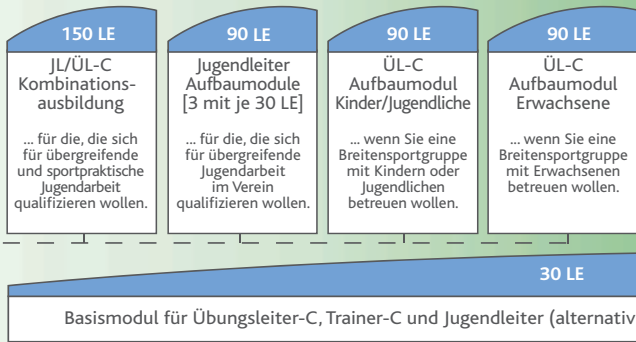 150 LE
JL/ÜL-C
Kombinations-
ausbildung
... für die, die sich
für übergreifende
und sportpraktische
Jugendarbeit
qualifizieren wollen.
90 LE
Jugendleiter
Aufbaumodule
[3 mit je 30 LE]
... für die, die sich
für übergreifende
Jugendarbeit
im Verein
qualifizieren wollen.
90 LE
ÜL-C
Aufbaumodul
Kinder/Jugendliche
... wenn Sie eine
Breitensportgruppe
mit Kindern oder
Jugendlichen
betreuen wollen.
90 LE
ÜL-C
Aufbaumodul
Erwachsene
... wenn Sie eine
Breitensportgruppe
mit Erwachsenen
betreuen wollen.
30 LE
Basismodul für Übungsleiter-C, Trainer-C und Jugendleiter (alternativ